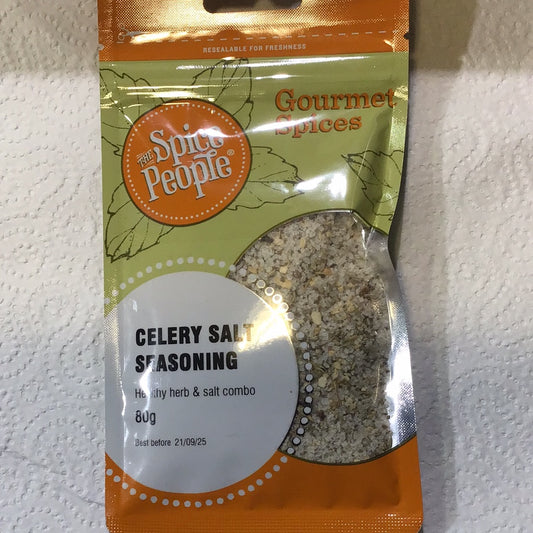 RESEALABLE FOR FRESHNESS
Gourmet
Spices
THE Spice
People®
CELERY SALT
SEASONING
Healthy herb & salt combo
80g
Best before 21/09/25